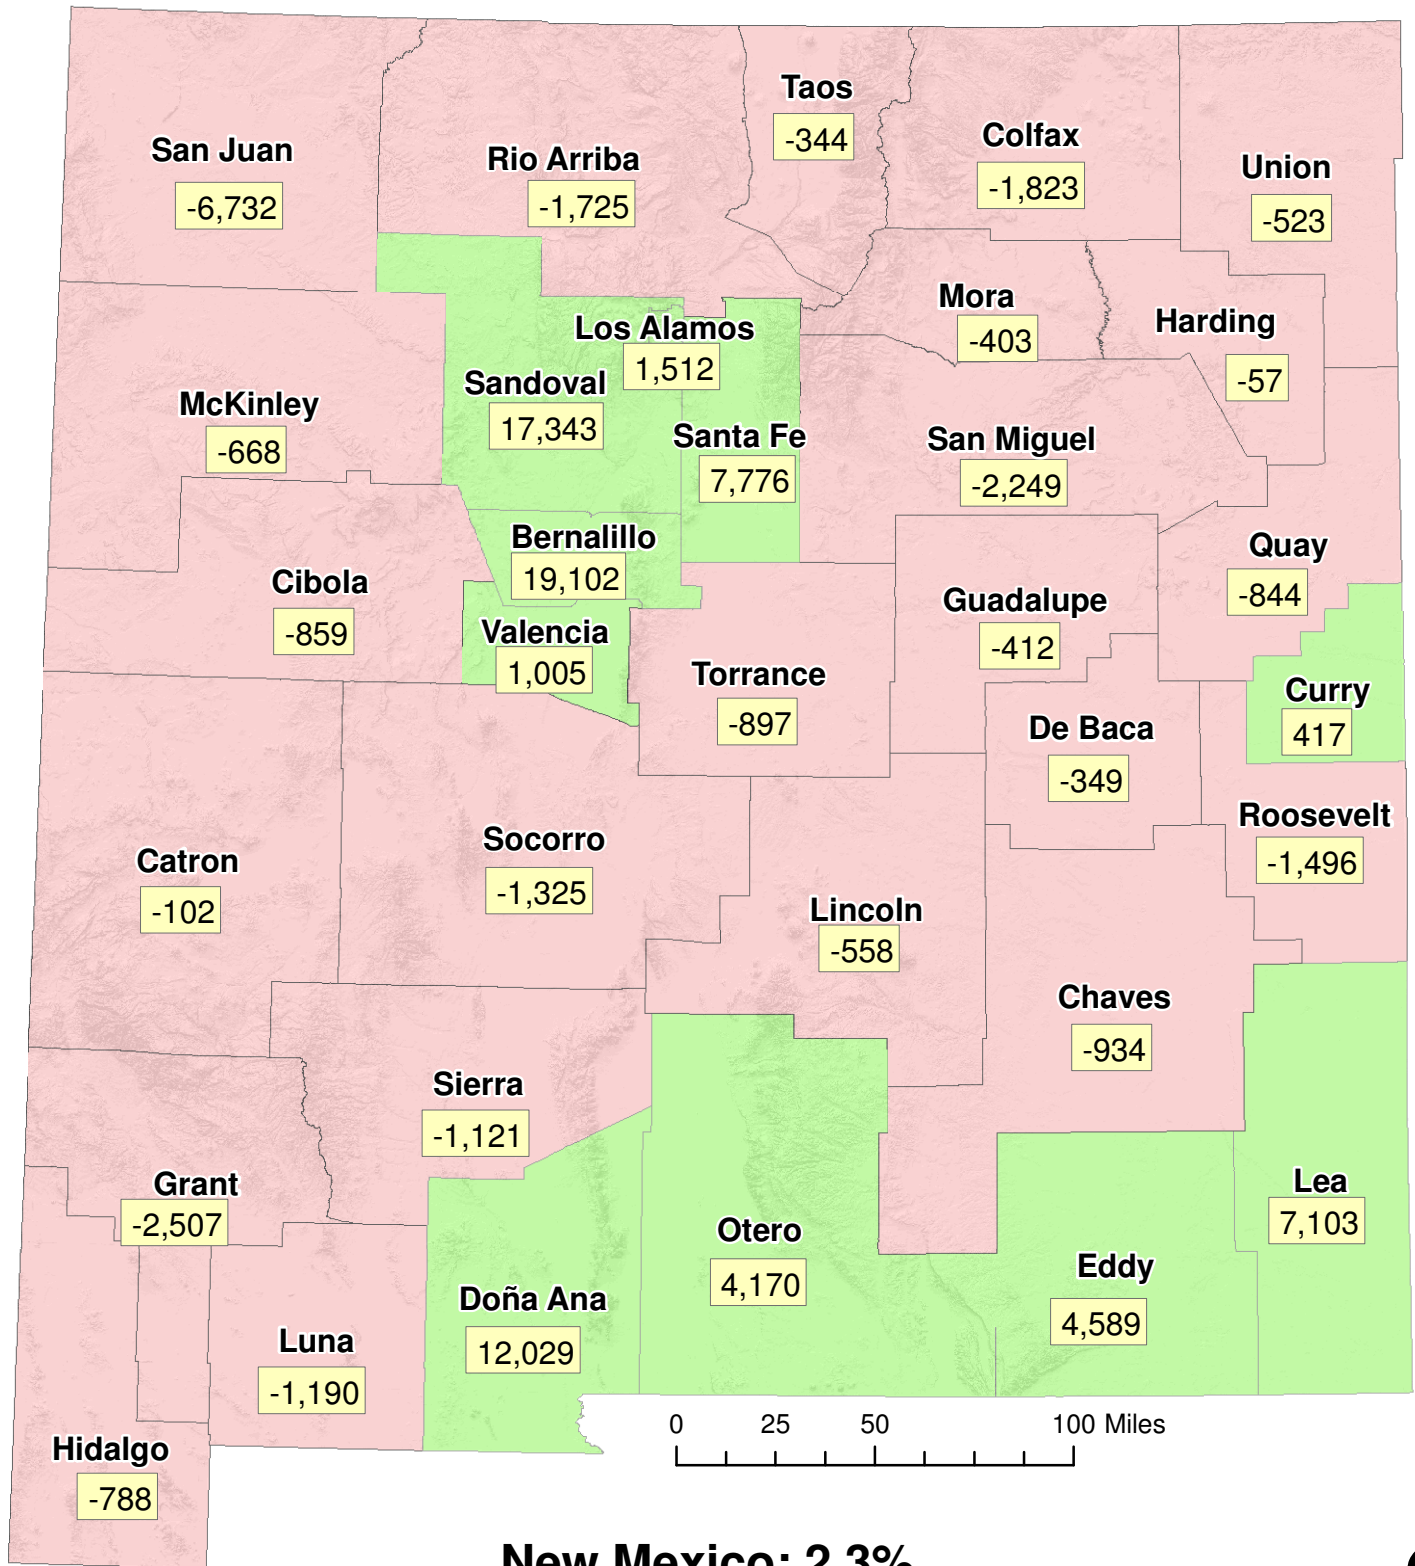 Taos
-344
Colfax
-1,823
San Juan
-6,732
Rio Arriba
-1,725
Union
-523
Mora
-403
Harding
-57
Los Alamos
1,512
Sandoval
17,343
McKinley
-668
Santa Fe
7,776
San Miguel
-2,249
Bernalillo
19,102
Quay
-844
Cibola
-859
Guadalupe
-412
Valencia
1,005
Torrance
-897
Curry
417
De Baca
-349
Roosevelt
-1,496
Socorro
-1,325
Catron
-102
Lincoln
-558
Chaves
-934
Sierra
-1,121
Grant
-2,507
Lea
7,103
Otero
4,170
Eddy
4,589
Doña Ana
12,029
Luna
-1,190
0 25 50 100 Miles
Hidalgo
-788
New Mexico: 2.3%